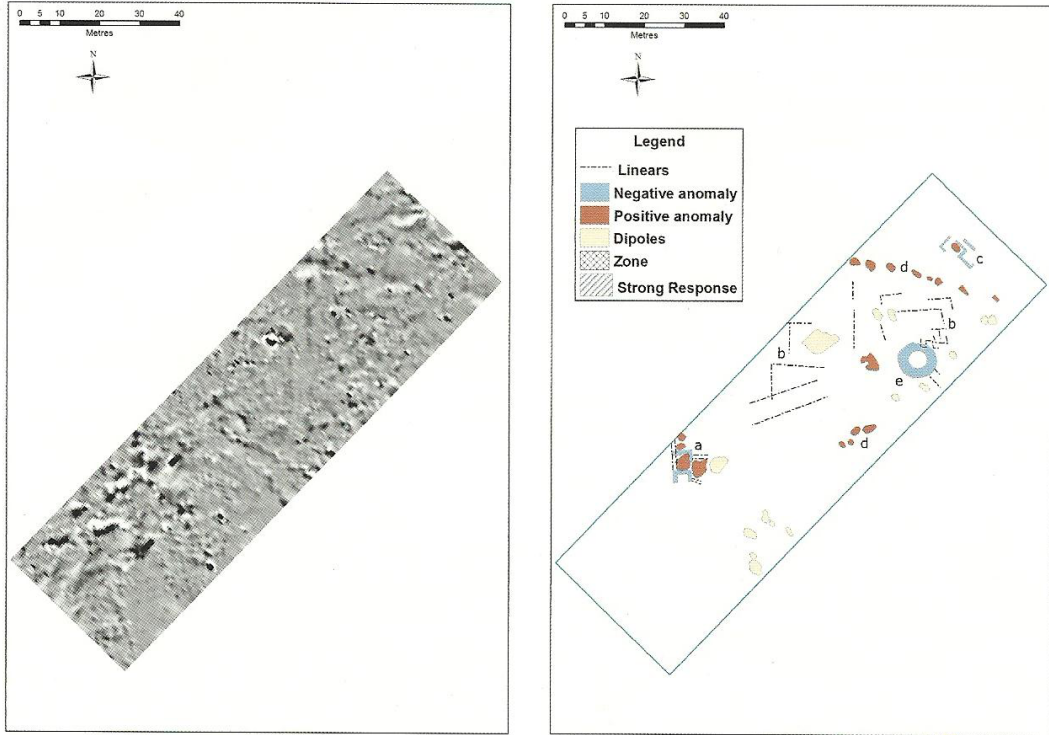 0 5 10 20 30 40
Metres
N
0 5 10 20 30 40
Metres
N
Legend
Linears
Negative anomaly
Positive anomaly
Dipoles
Zone
Strong Response
c
d
b
b
e
d
a